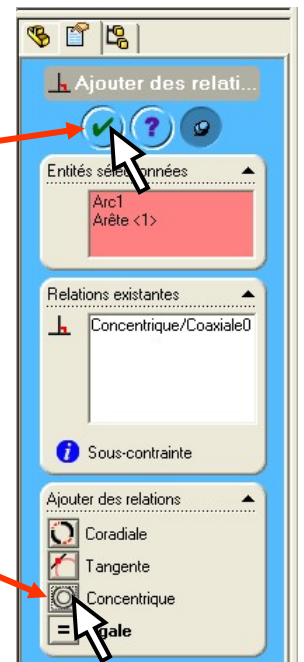 Ajouter des relati...
?
Entités sélectionnées
Arc1
Arête <1>
Relations existantes
Concentrique/Coaxiale0
Sous-contrainte
Ajouter des relations
Coradiale
Tangente
Concentrique
= Egale